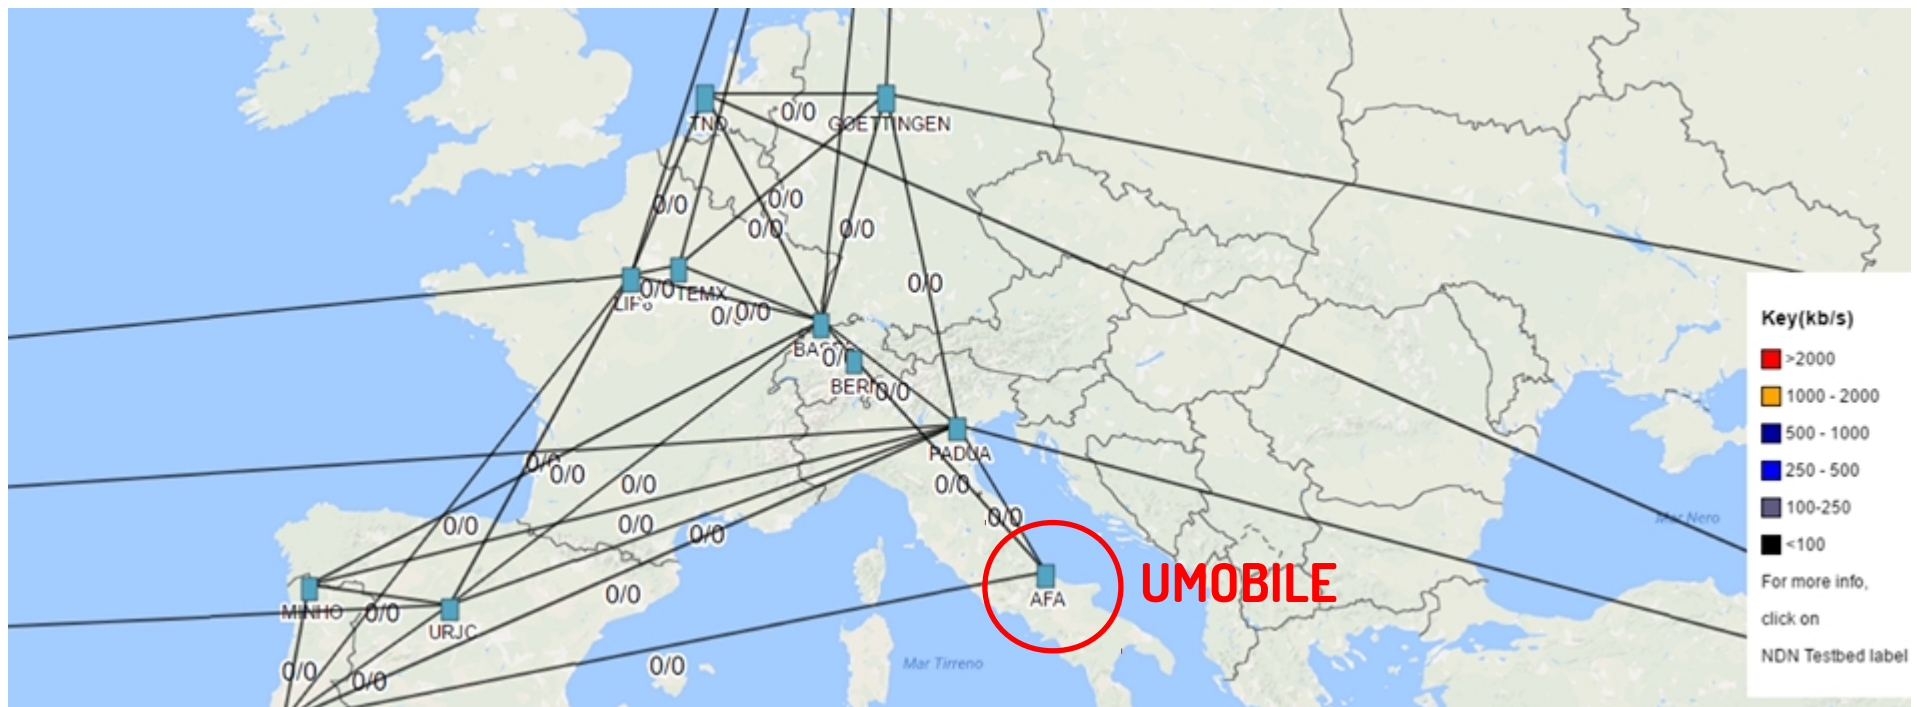 TNO
0/0
GOETTINGEN
0/0
0/0
0/0
0/0
0/0
LIP6
0/0
TEMX
0/0
0/0
BASEL
0/0
BERN
0/0
PADUA
0/0
0/0
0/0
0/0
0/0
0/0
0/0
0/0
0/0
AFA
UMOBILE
MINHO
0/0
URJC
0/0
0/0
0/0
Mar Tirreno
Mar Nero
Key(kb/s)
>2000
1000 - 2000
500 - 1000
250 - 500
100-250
<100
For more info,
click on
NDN Testbed label